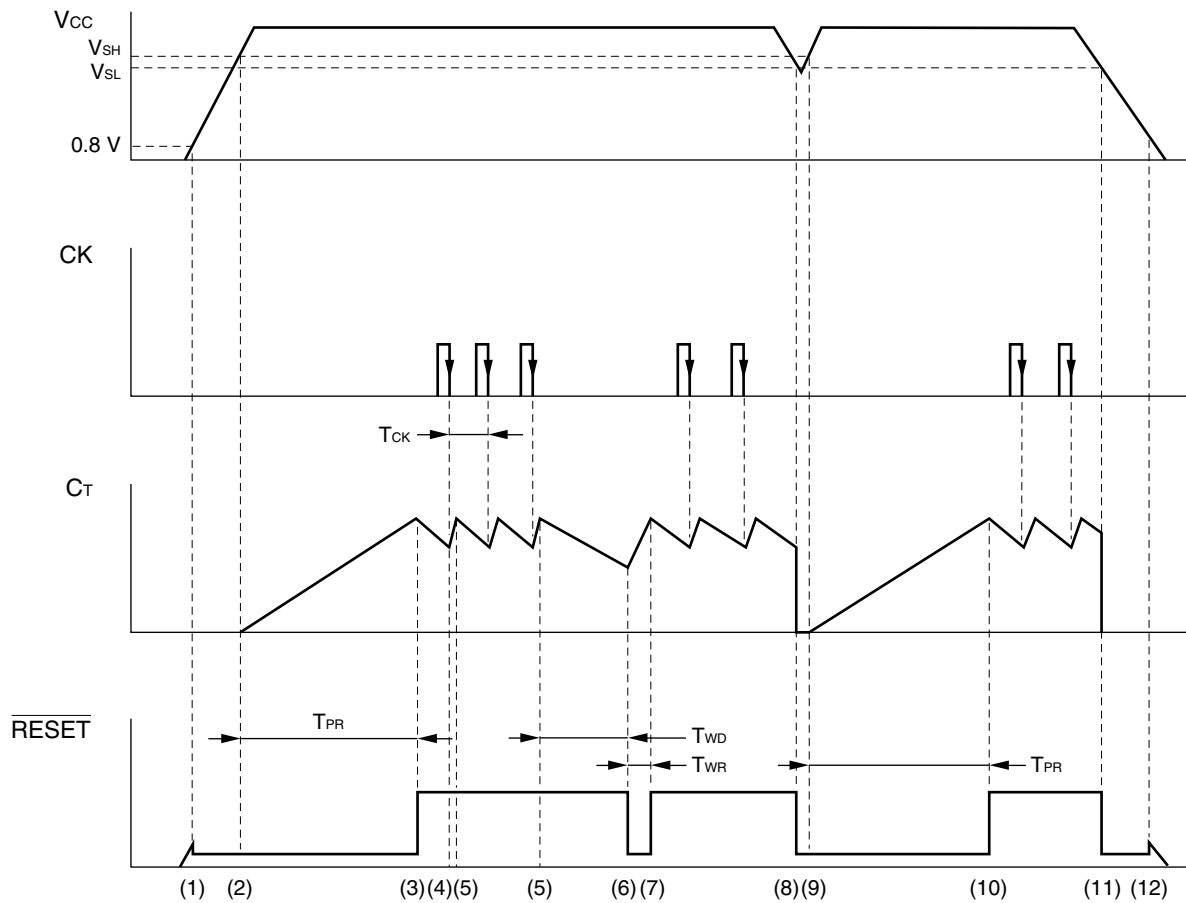 VCC
VSH
VSL
0.8 V
CK
TCK
CT
RESET
TPR
TWD
TWR
TPR
(1) (2) (3) (4) (5) (5) (6) (7) (8) (9) (10) (11) (12)